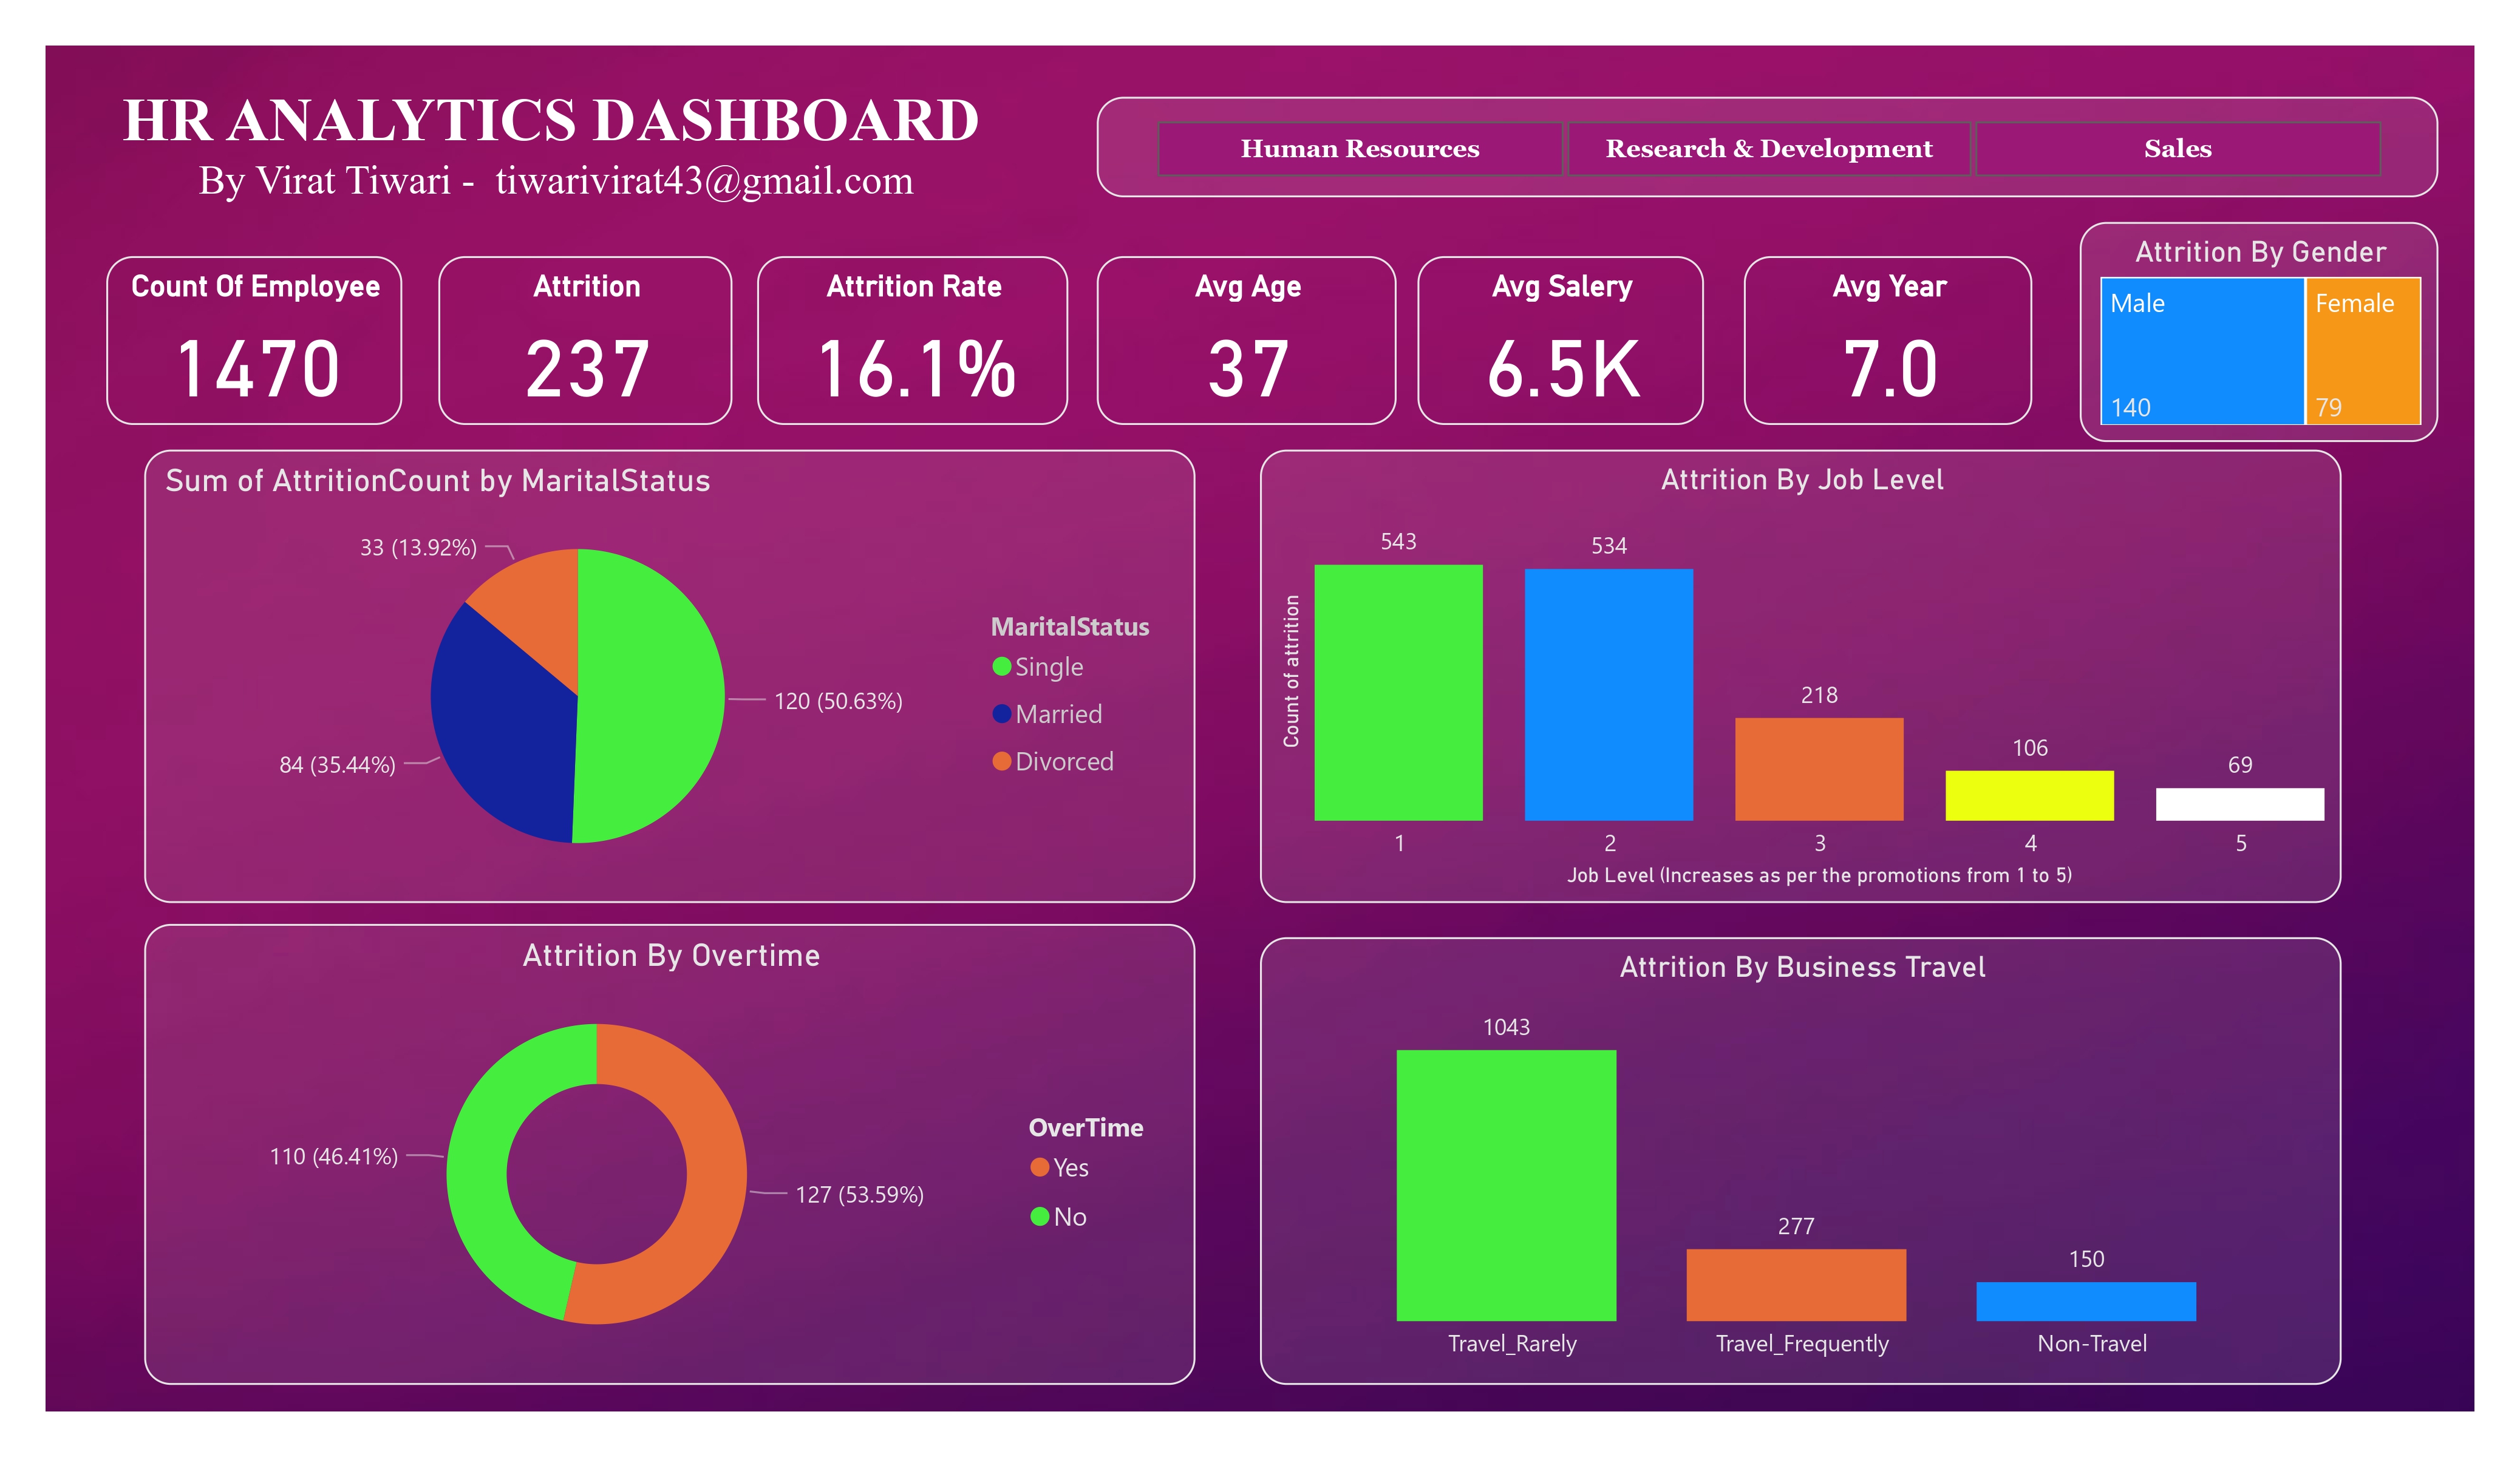 HR ANALYTICS DASHBOARD
By Virat Tiwari - tiwarivirat43@gmail.com
Human Resources
Research & Development
Sales
Count Of Employee
1470
Attrition
237
Attrition Rate
16.1%
Avg Age
37
Avg Salery
6.5K
Avg Year
7.0
Attrition By Gender
Male
Female
140
79
Sum of AttritionCount by MaritalStatus
33 (13.92%)
120 (50.63%)
84 (35.44%)
MaritalStatus
Single
Married
Divorced
Attrition By Job Level
Count of attrition
543
534
218
106
69
1
2
3
4
5
Job Level (Increases as per the promotions from 1 to 5)
Attrition By Overtime
110 (46.41%)
127 (53.59%)
OverTime
Yes
No
Attrition By Business Travel
1043
277
150
Travel_Rarely
Travel_Frequently
Non-Travel